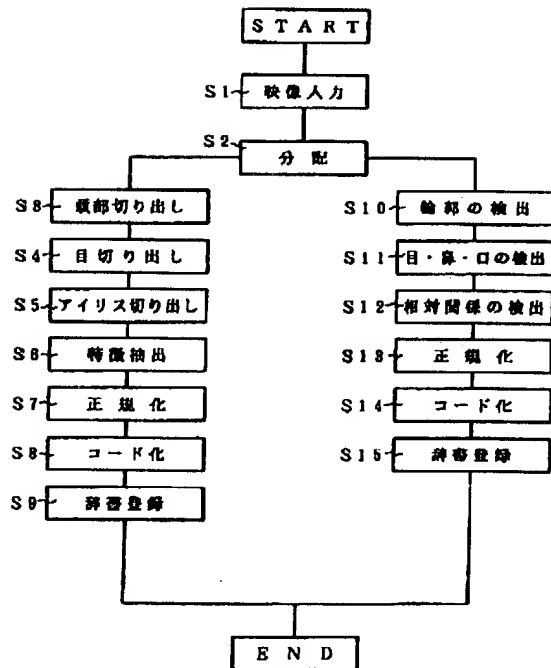 START
S1 映像入力
S2 分配
S3 頭部切り出し
S4 目切り出し
S5 アイリス切り出し
S6 特徴抽出
S7 正規化
S8 コード化
S9 辞書登録
S10 輪郭の検出
S11 目・鼻・口の検出
S12 相対関係の検出
S13 正規化
S14 コード化
S15 辞書登録
END